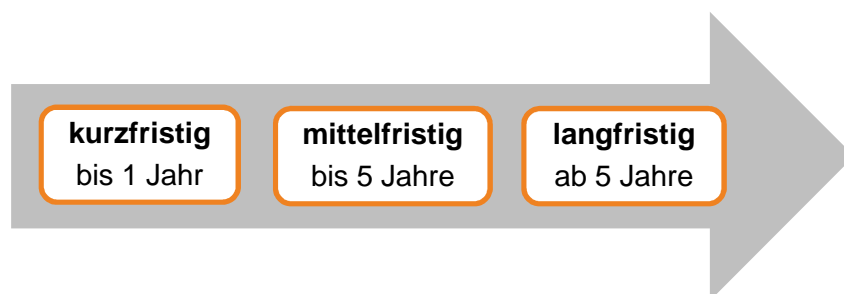 kurzfristig
bis 1 Jahr
mittelfristig
bis 5 Jahre
langfristig
ab 5 Jahre